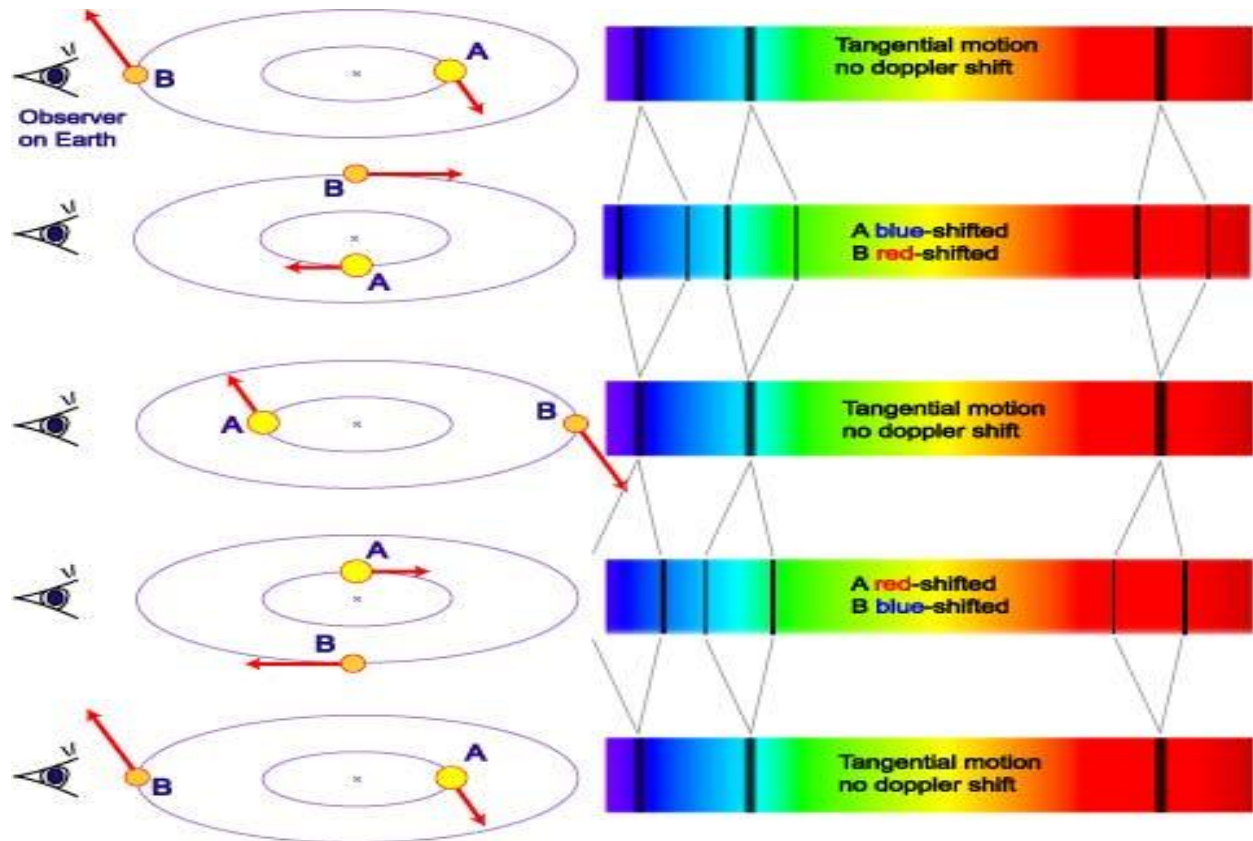 A
B
Observer
on Earth
Tangential motion
no doppler shift
B
A
A blue-shifted
B red-shifted
A
B
Tangential motion
no doppler shift
A
B
A red-shifted
B blue-shifted
A
B
Tangential motion
no doppler shift